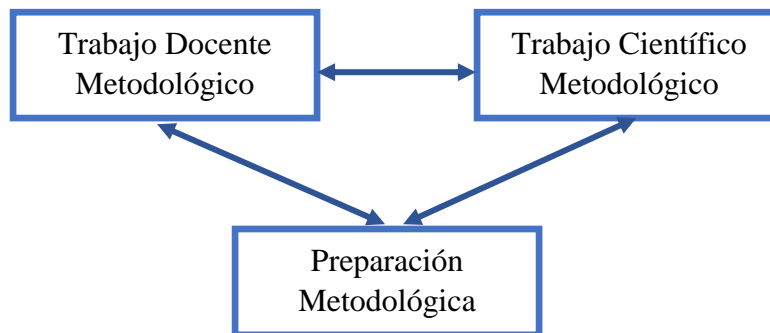 Trabajo Docente
Metodológico
Trabajo Científico
Metodológico
Preparación
Metodológica